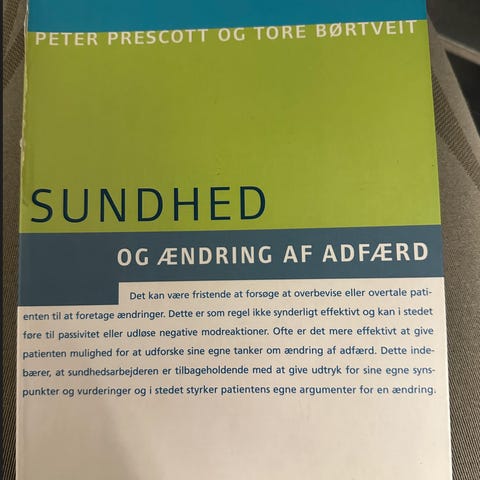 PETER PRESCOTT OG TORE BØRTVEIT
SUNDHED
OG ÆNDRING AF ADFÆRD
Det kan være fristende at forsøge at overbevise eller overtale pati-
enten til at foretage ændringer. Dette er som regel ikke synderligt effektivt og kan i stedet
føre til passivitet eller udløse negative modreaktioner. Ofte er det mere effektivt at give
patienten mulighed for at udforske sine egne tanker om ændring af adfærd. Dette inde-
bærer, at sundhedsarbejderen er tilbageholdende med at give udtryk for sine egne syns-
punkter og vurderinger og i stedet styrker patientens egne argumenter for en ændring.